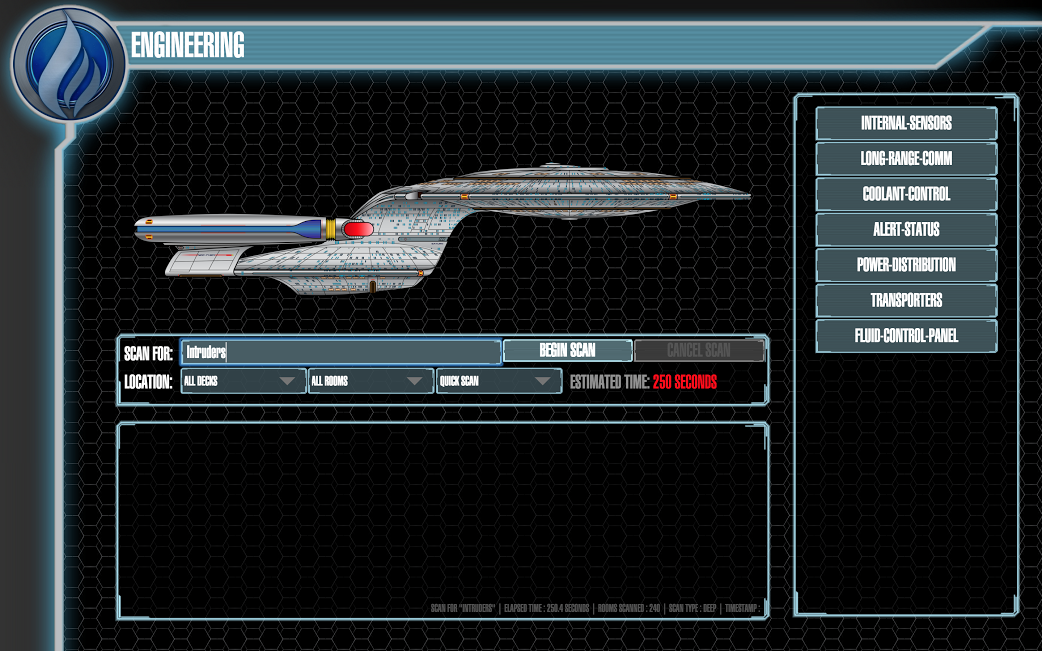 ENGINEERING
INTERNAL-SENSORS
LONG-RANGE-COMM
COOLANT-CONTROL
ALERT-STATUS
POWER-DISTRIBUTION
TRANSPORTERS
FLUID-CONTROL-PANEL
SCAN FOR: Intruders BEGIN SCAN CANCEL SCAN
LOCATION: ALL DECKS ALL ROOMS QUICK SCAN ESTIMATED TIME: 250 SECONDS
SCAN FOR "INTRUDERS" | ELAPSED TIME : 250.4 SECONDS | ROOMS SCANNED : 240 | SCAN TYPE : DEEP | TIMESTAMP :